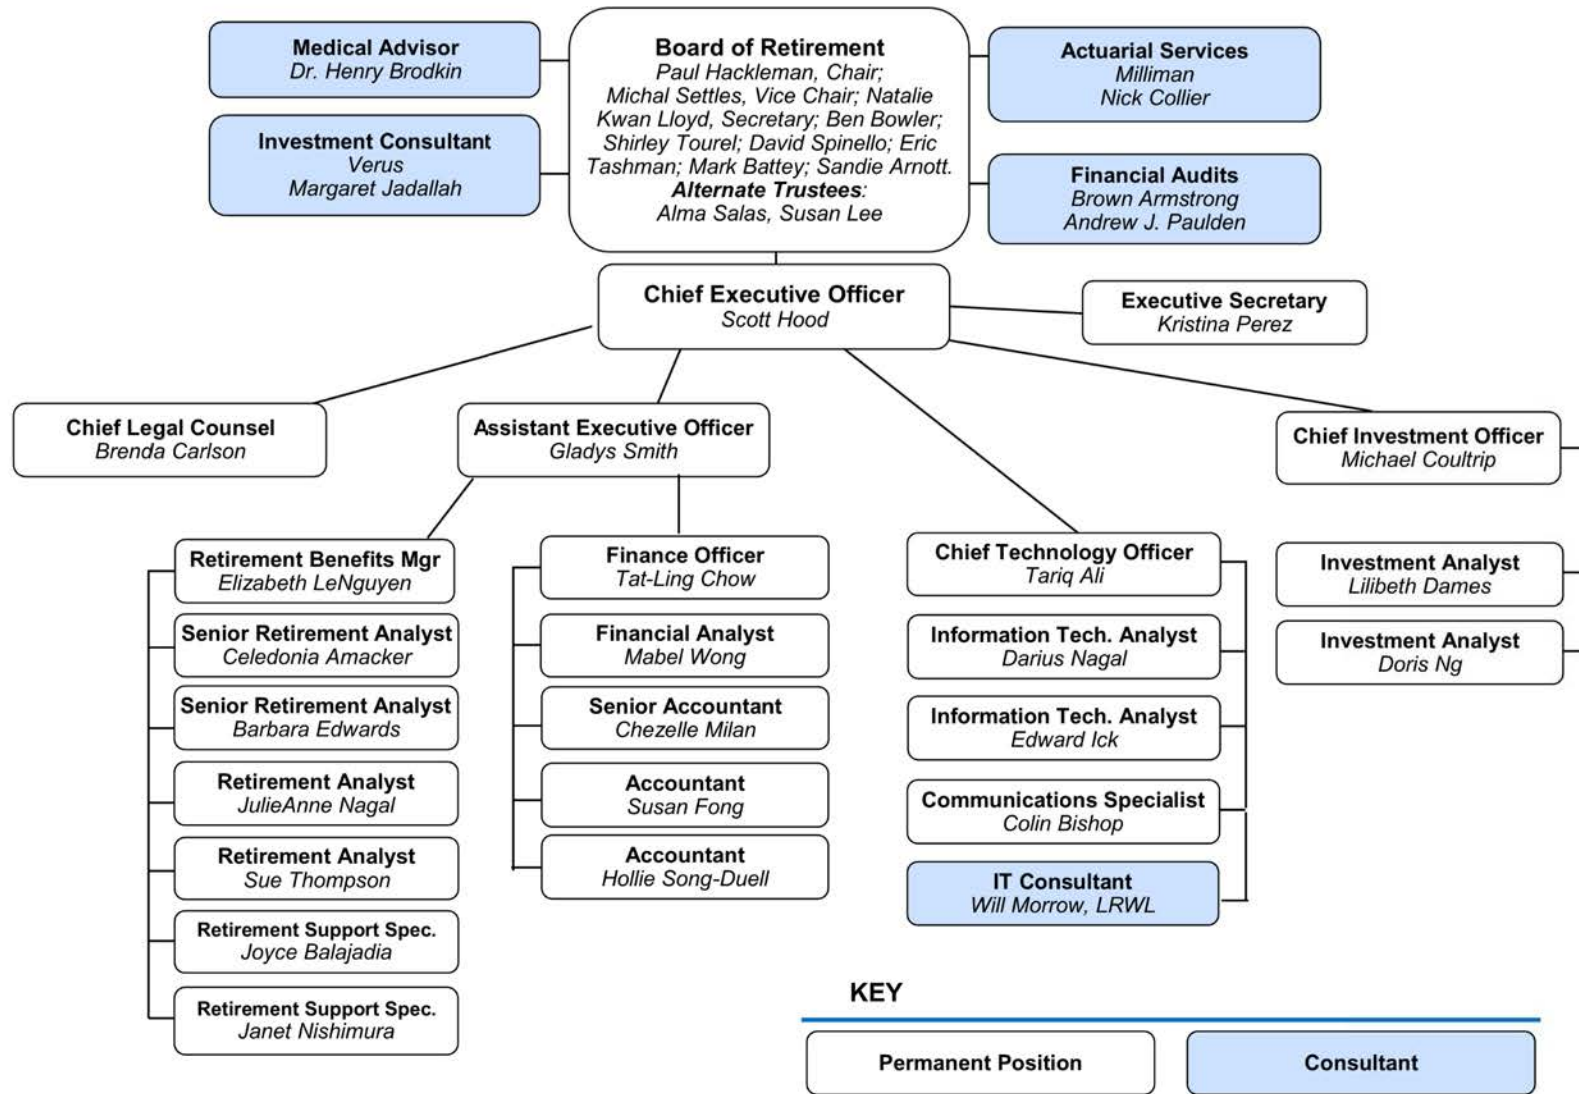 Medical Advisor
Dr. Henry Brodkin
Investment Consultant
Verus
Margaret Jadallah
Board of Retirement
Paul Hackleman, Chair;
Michal Settles, Vice Chair; Natalie
Kwan Lloyd, Secretary; Ben Bowler;
Shirley Tourel; David Spinello; Eric
Tashman; Mark Battey; Sandie Arnott.
Alternate Trustees:
Alma Salas, Susan Lee
Actuarial Services
Milliman
Nick Collier
Financial Audits
Brown Armstrong
Andrew J. Paulden
Chief Executive Officer
Scott Hood
Executive Secretary
Kristina Perez
Chief Legal Counsel
Brenda Carlson
Assistant Executive Officer
Gladys Smith
Chief Investment Officer
Michael Coultrip
Retirement Benefits Mgr
Elizabeth LeNguyen
Senior Retirement Analyst
Celedonia Amacker
Senior Retirement Analyst
Barbara Edwards
Retirement Analyst
JulieAnne Nagal
Retirement Analyst
Sue Thompson
Retirement Support Spec.
Joyce Balajadia
Retirement Support Spec.
Janet Nishimura
Finance Officer
Tat-Ling Chow
Financial Analyst
Mabel Wong
Senior Accountant
Chezelle Milan
Accountant
Susan Fong
Accountant
Hollie Song-Duell
Chief Technology Officer
Tariq Ali
Information Tech. Analyst
Darius Nagal
Information Tech. Analyst
Edward Ick
Communications Specialist
Colin Bishop
IT Consultant
Will Morrow, LRWL
Investment Analyst
Lilibeth Dames
Investment Analyst
Doris Ng
KEY
Permanent Position
Consultant